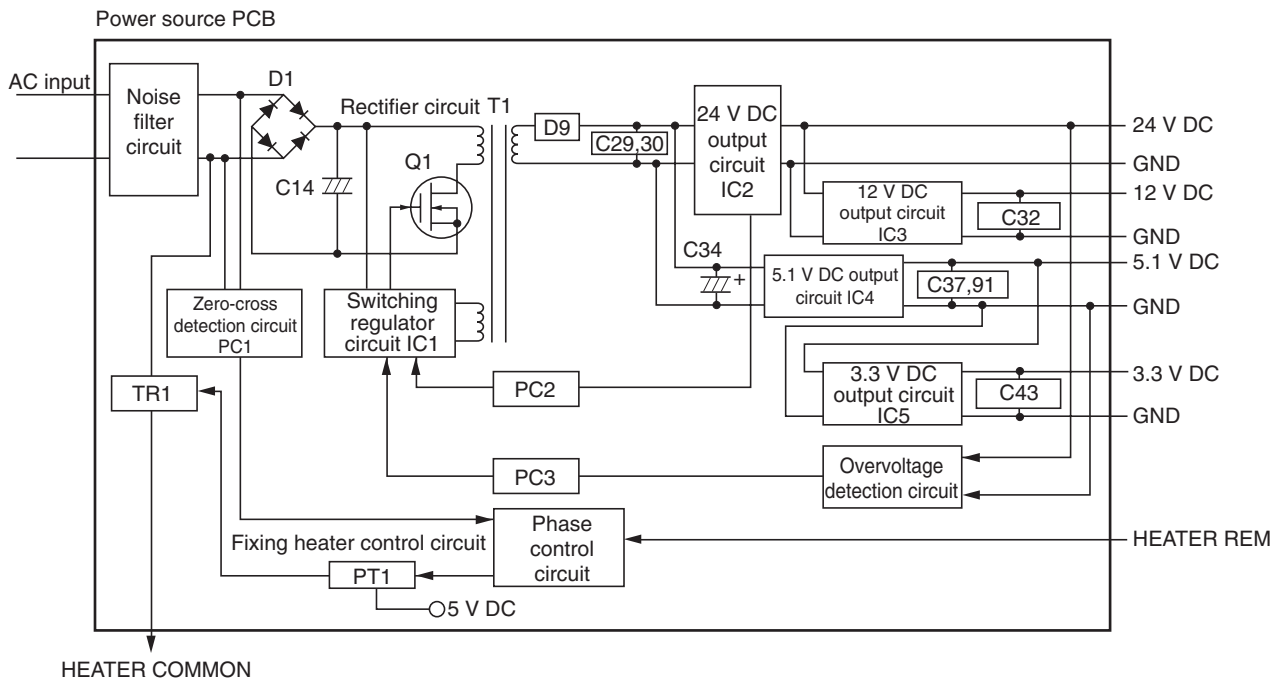 Power source PCB
AC input
Noise
filter
circuit
D1
Rectifier circuit
T1
C14
Q1
D9
C29,30
24 V DC
output
circuit
IC2
24 V DC
GND
12 V DC
output circuit
IC3
C32
12 V DC
GND
C34
+
5.1 V DC output
circuit IC4
C37,91
5.1 V DC
GND
Zero-cross
detection circuit
PC1
Switching
regulator
circuit IC1
TR1
PC2
3.3 V DC
output circuit
IC5
C43
3.3 V DC
GND
PC3
Overvoltage
detection circuit
Fixing heater control circuit
Phase
control
circuit
HEATER REM
PT1
5 V DC
HEATER COMMON